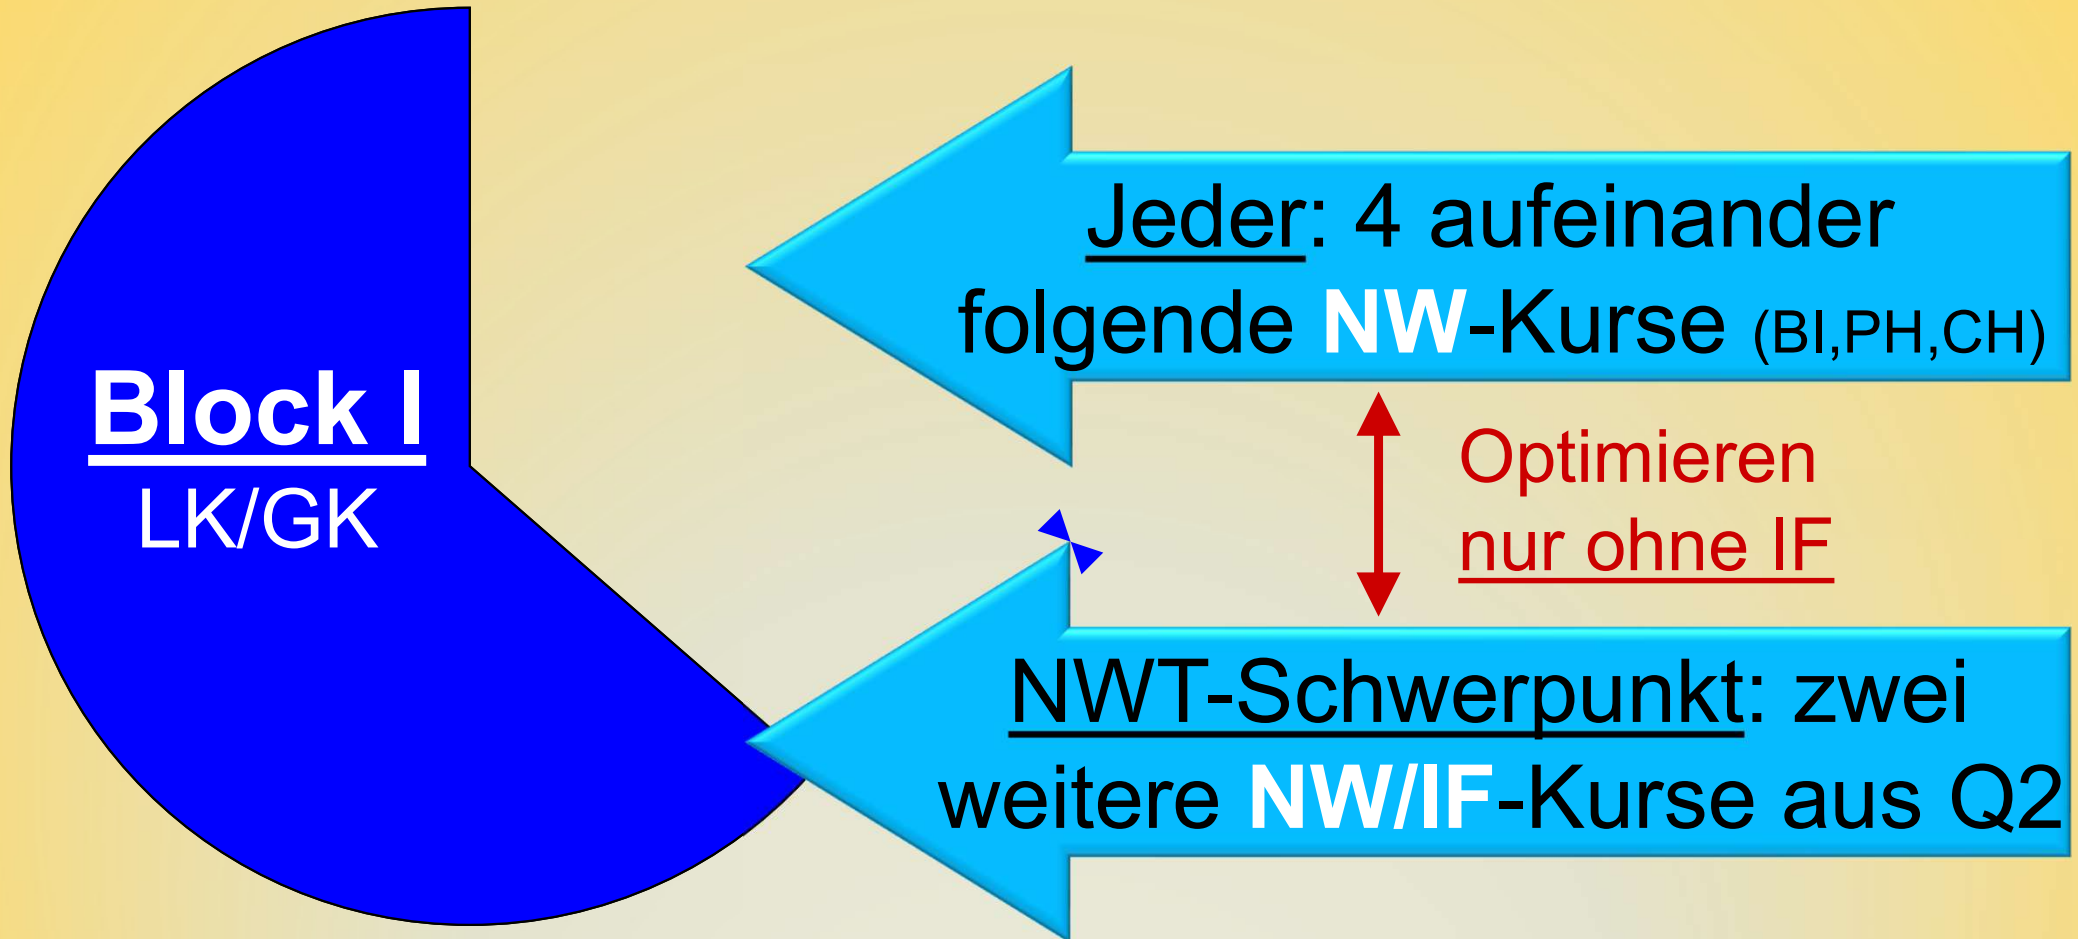 Block I
LK/GK
Jeder: 4 aufeinander
folgende NW-Kurse (BI,PH,CH)
Optimieren
nur ohne IF
NWT-Schwerpunkt: zwei
weitere NW/IF-Kurse aus Q2